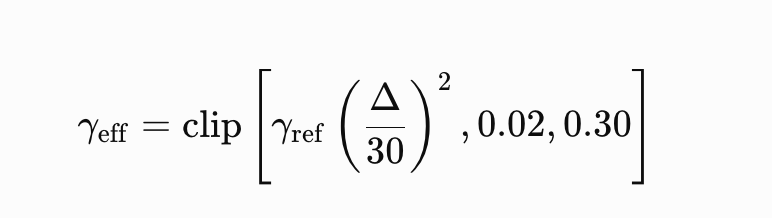 γ_eff = clip [ γ_ref ( Δ / 30 )^2 , 0.02, 0.30 ]